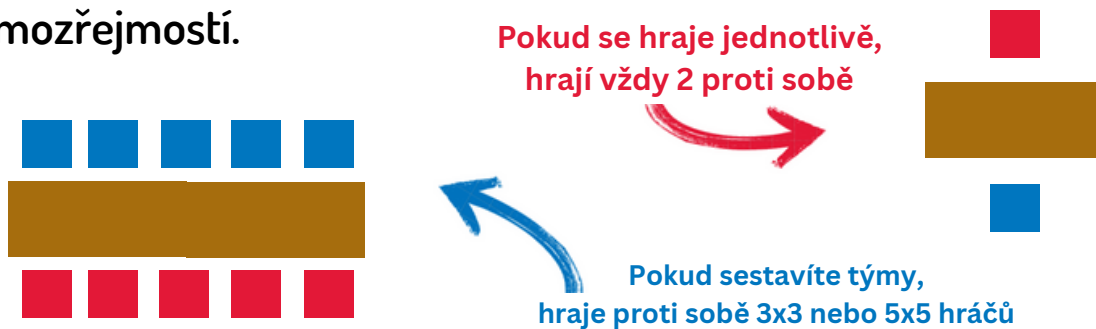 mozřejmostí.
Pokud se hraje jednotlivě,
hrají vždy 2 proti sobě
Pokud sestavíte týmy,
hraje proti sobě 3x3 nebo 5x5 hráčů